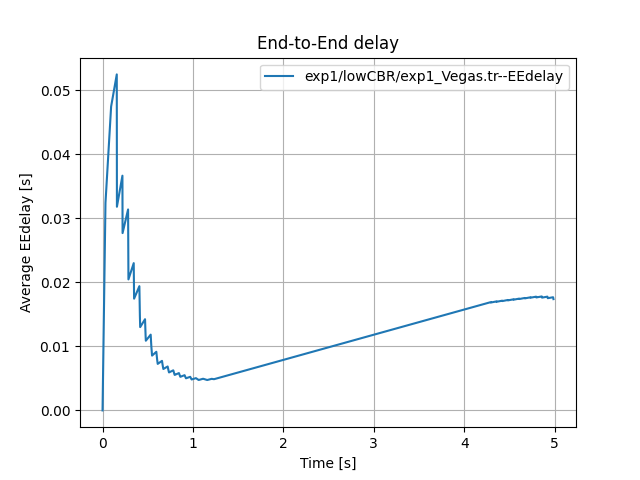 End-to-End delay
exp1/lowCBR/exp1_Vegas.tr--EEdelay
Average EEdelay [s]
0.05
0.04
0.03
0.02
0.01
0.00
0 1 2 3 4 5
Time [s]